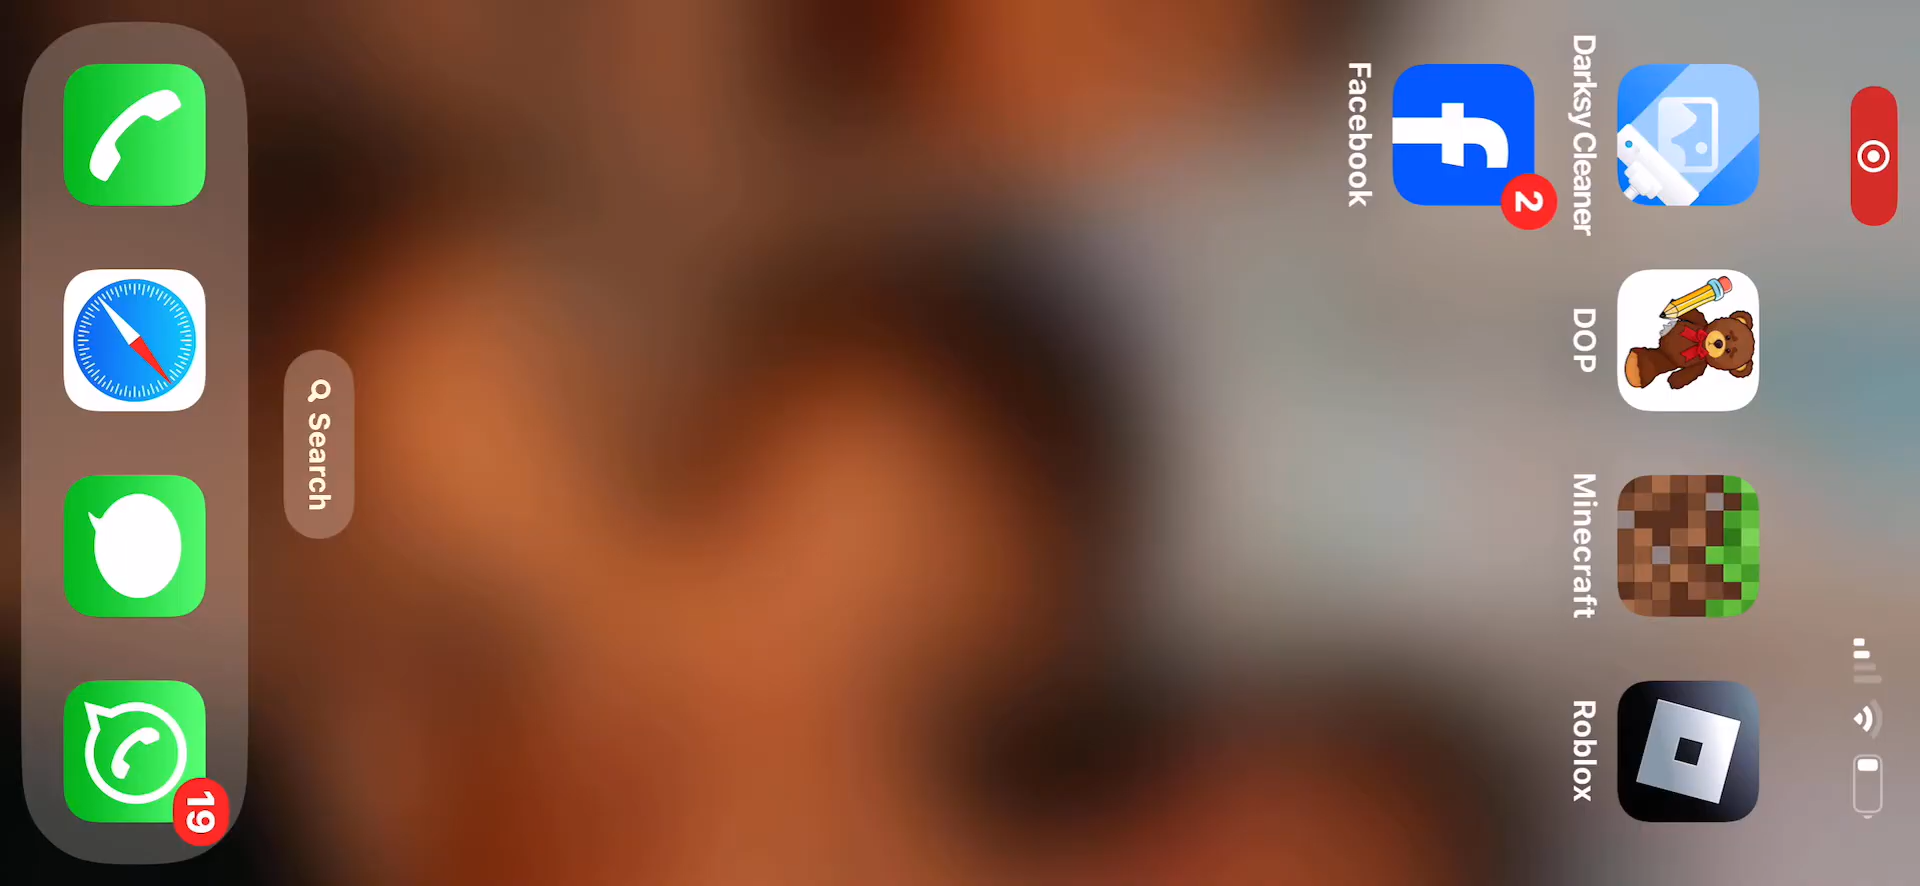 Darksy Cleaner
DOP
Minecraft
Roblox
2
Facebook
Search
19